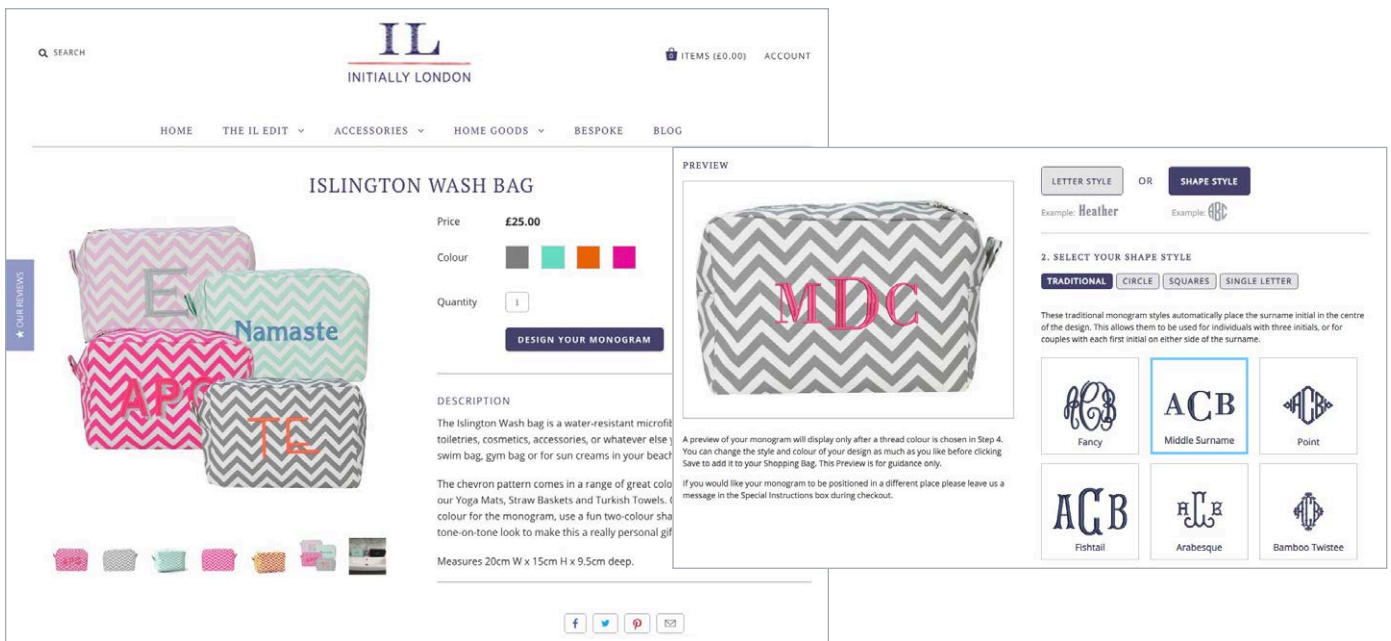 SEARCH
IL
INITIALLY LONDON
0
ITEMS (£0.00) ACCOUNT
HOME THE IL EDIT ACCESSORIES HOME GOODS BESPOKE BLOG
ISLINGTON WASH BAG
OUR REVIEWS
E
Namaste
APG
TE
APG
Price £25.00
Colour
Quantity 1
DESIGN YOUR MONOGRAM
DESCRIPTION
The Islington Wash bag is a water-resistant
toiletries, cosmetics, accessories, or whatever else
swim bag, gym bag or for sun creams in your
The chevron pattern comes in a range of great
our Yoga Mats, Straw Baskets and Turkish Towels.
colour for the monogram, use a fun two-colour
tone-on-tone look to make this a really personal
Measures 20cm W x 15cm H x 9.5cm deep.
PREVIEW
MDC
A preview of your monogram will display only after a thread colour is chosen in Step 4.
You can change the style and colour of your design as much as you like before clicking
Save to add it to your Shopping Bag. This Preview is for guidance only.
If you would like your monogram to be positioned in a different place please leave us a
message in the Special Instructions box during checkout.
LETTER STYLE OR SHAPE STYLE
Example: Heather Example: ABC
2. SELECT YOUR SHAPE STYLE
TRADITIONAL CIRCLE SQUARES SINGLE LETTER
These traditional monogram styles automatically place the surname initial in the centre
of the design. This allows them to be used for individuals with three initials, or for
couples with each first initial on either side of the surname.
ACB ACB ACB
Fancy Middle Surname Point
ACB ACB ACB
Fishtail Arabesque Bamboo Twistee